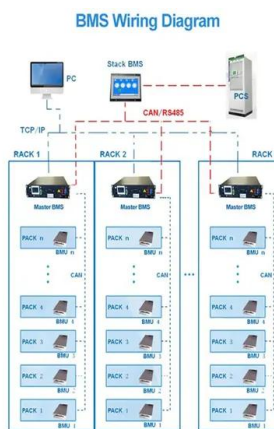 BMS Wiring Diagram
Stack BMS
PC
PCS
CAN/RS485
TCP/IP
RACK 1
RACK 2
RACK
Master BMS
Master BMS
Master BMS
PACK n
BMU n
PACK n
BMU n
PACK n
BMU n
CAN
CAN
CAN
PACK 4
BMU 4
PACK 4
BMU 4
PACK 4
BMU 4
PACK 3
BMU 3
PACK 3
BMU 3
PACK 3
BMU 3
PACK 2
BMU 2
PACK 2
BMU 2
PACK 2
BMU 2
PACK 1
BMU 1
PACK 1
BMU 1
PACK 1
BMU 1